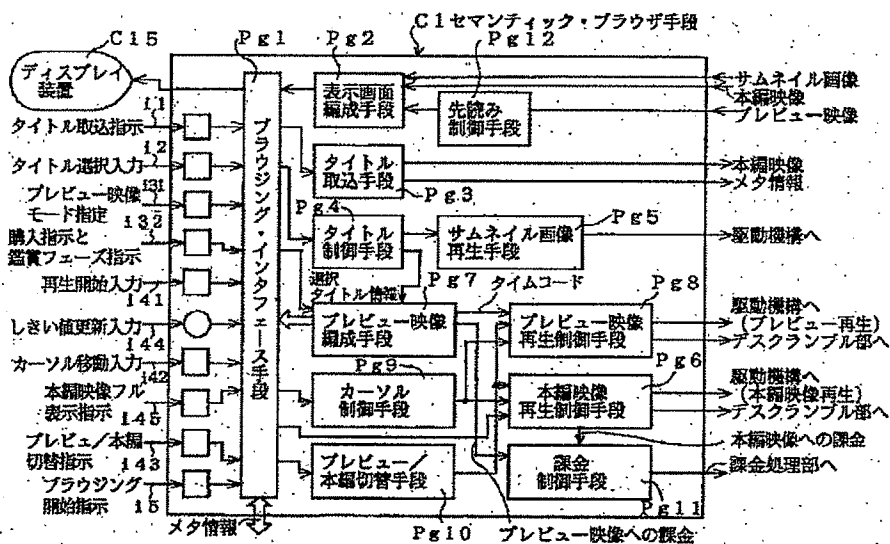 C1セマンティック・ブラウザ手段
C15
Pg1
Pg2
Pg12
ディスプレイ
装置
表示画面
編成手段
先読み
制御手段
サムネイル画像
本編映像
プレビュー映像
i1
タイトル取込指示
i2
タイトル選択入力
i31
プレビュー映像
モード指定
i32
購入指示と
鑑賞フェーズ指示
再生開始入力
i41
しきい値更新入力
i44
カーソル移動入力
i42
本編映像フル
表示指示
i45
プレビュ/本編
切替指示
i43
ブラウジング
開始指示
i5
ブラウジング・インタフェース手段
タイトル
取込手段
Pg3
本編映像
メタ情報
Pg4
タイトル
制御手段
サムネイル画像
再生手段
Pg5
駆動機構へ
選択
タイトル情報
Pg7
タイムコード
Pg8
プレビュー映像
編成手段
プレビュー映像
再生制御手段
駆動機構へ
(プレビュー再生)
デスクランブル部へ
Pg9
カーソル
制御手段
本編映像
再生制御手段
Pg6
駆動機構へ
(本編映像再生)
デスクランブル部へ
本編映像への課金
プレビュー/
本編切替手段
Pg10
課金
制御手段
Pg11
課金処理部へ
メタ情報
プレビュー映像への課金